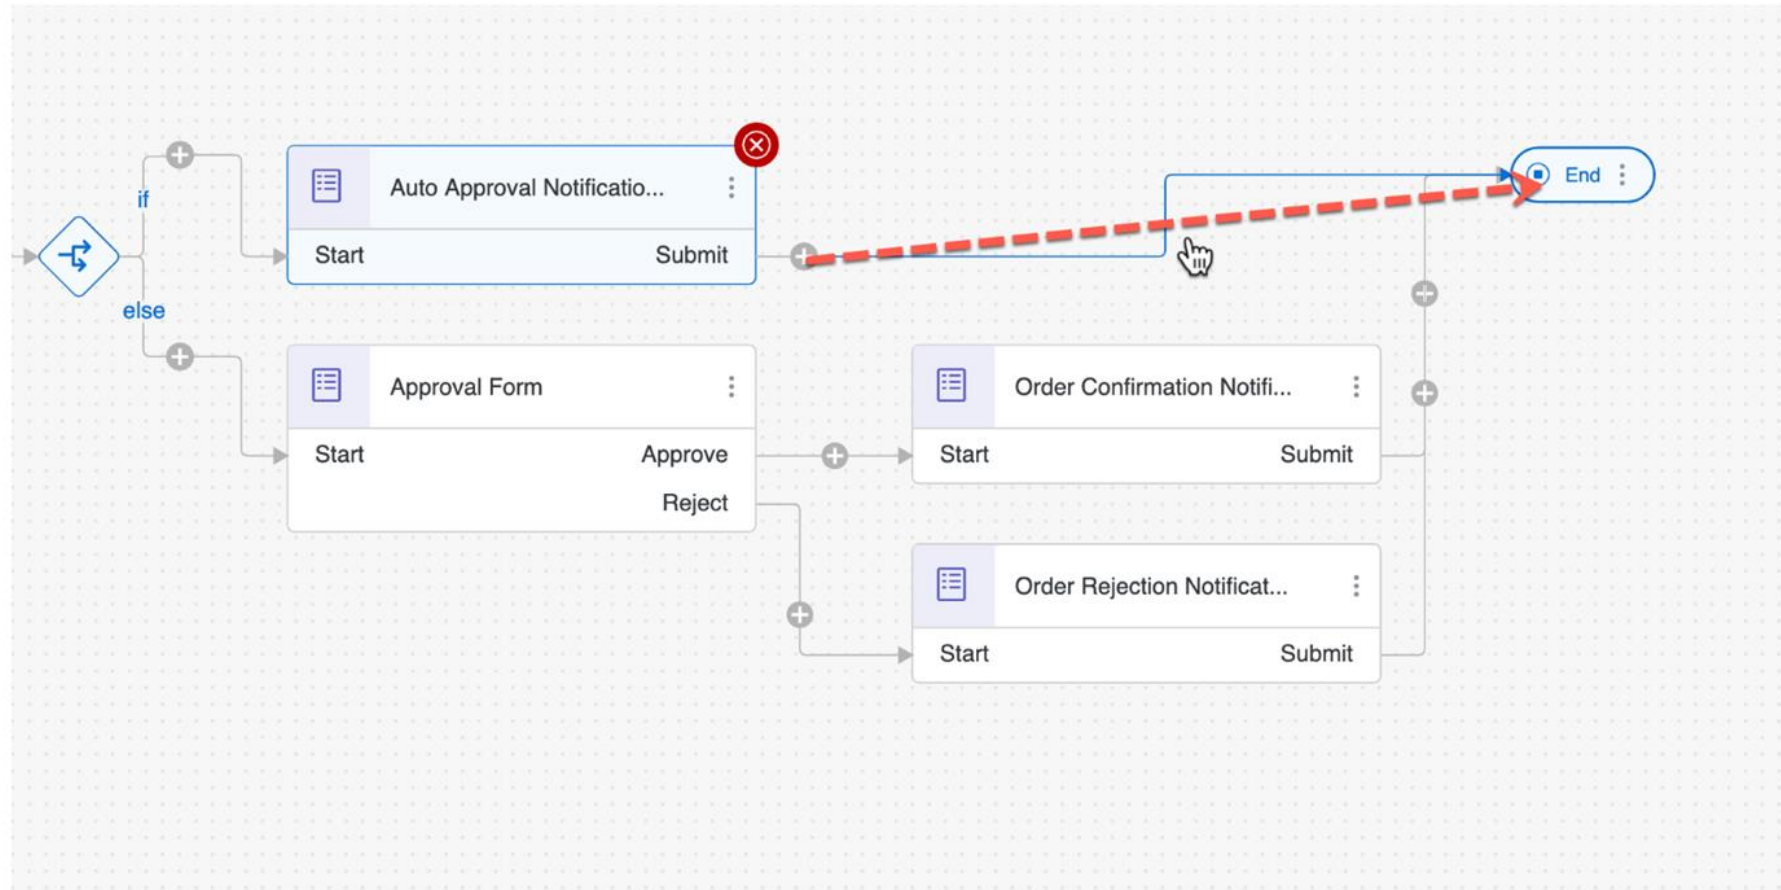 if
else
Auto Approval Notificatio...
Start
Submit
End
Approval Form
Start
Approve
Reject
Order Confirmation Notifi...
Start
Submit
Order Rejection Notificat...
Start
Submit